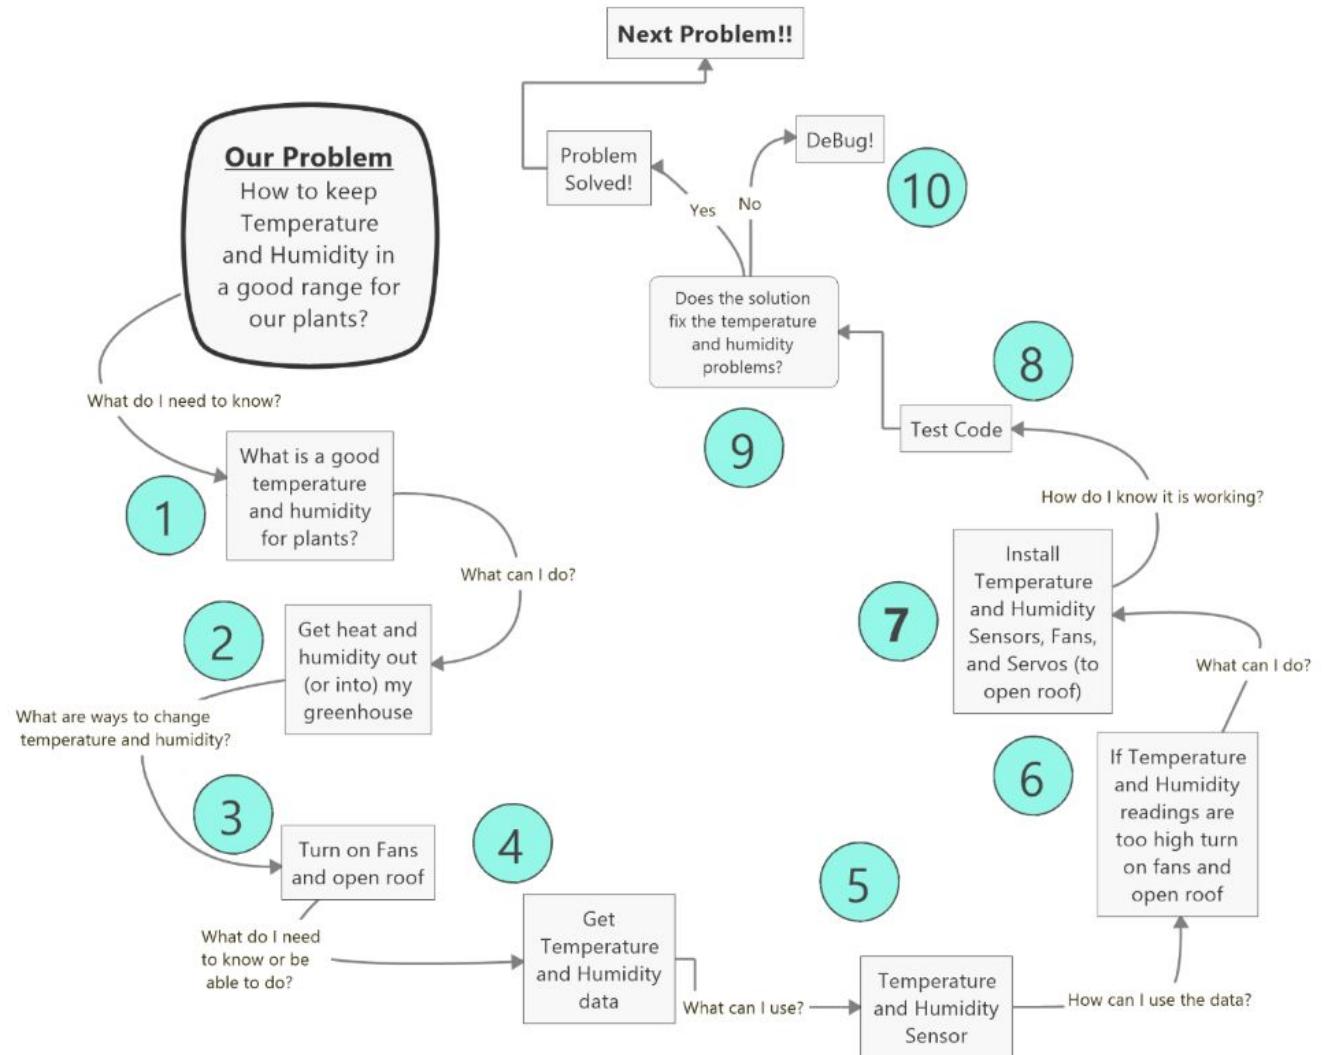 Next Problem!!
Our Problem
How to keep
Temperature
and Humidity in
a good range for
our plants?
What do I need to know?
1
What is a good
temperature
and humidity
for plants?
What can I do?
2
Get heat and
humidity out
(or into) my
greenhouse
What are ways to change
temperature and humidity?
3
Turn on Fans
and open roof
What do I need
to know or be
able to do?
4
Get
Temperature
and Humidity
data
What can I use?
5
Temperature
and Humidity
Sensor
How can I use the data?
6
If Temperature
and Humidity
readings are
too high turn
on fans and
open roof
What can I do?
7
Install
Temperature
and Humidity
Sensors, Fans,
and Servos (to
open roof)
How do I know it is working?
8
Test Code
9
Does the solution
fix the temperature
and humidity
problems?
Yes
No
Problem
Solved!
DeBug!
10